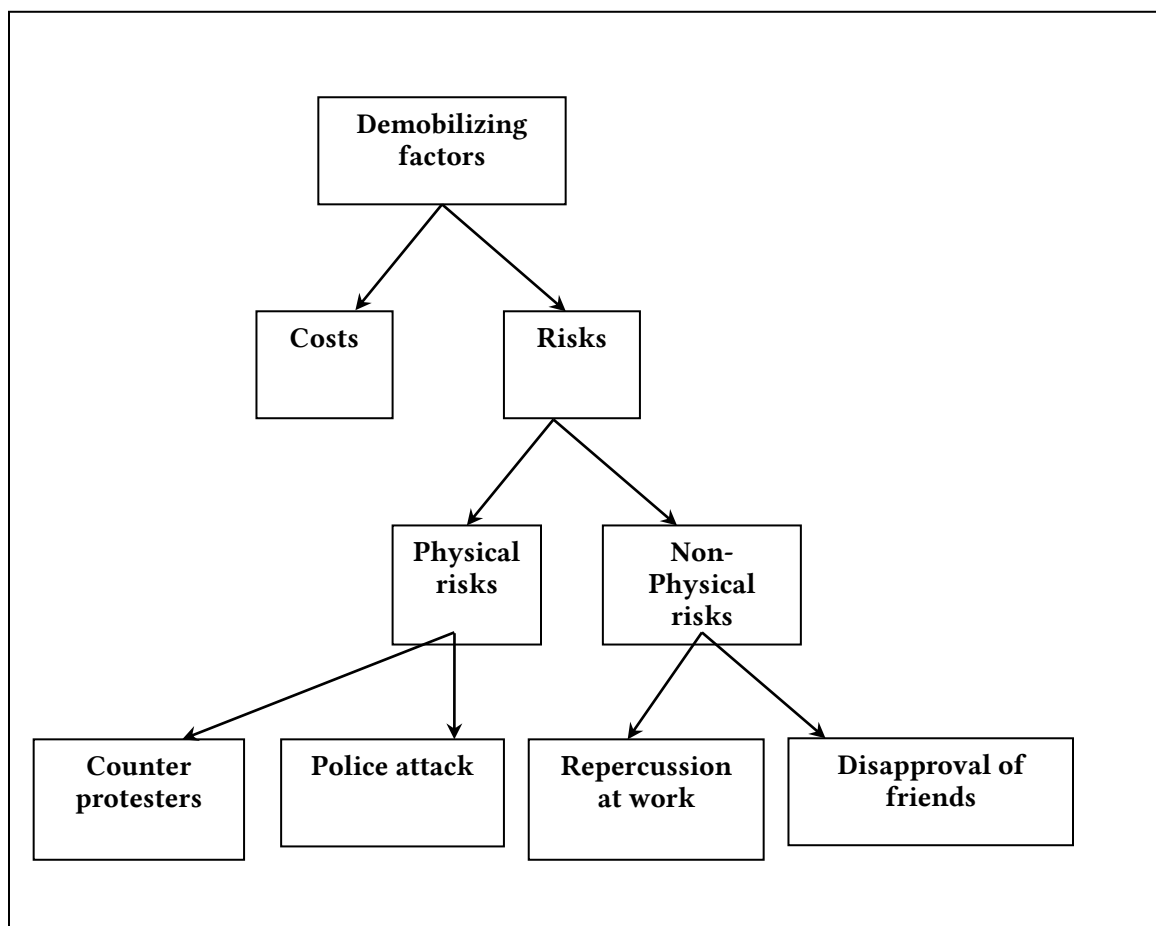 Demobilizing
factors
Costs
Risks
Physical
risks
Non-
Physical
risks
Counter
protesters
Police attack
Repercussion
at work
Disapproval of
friends